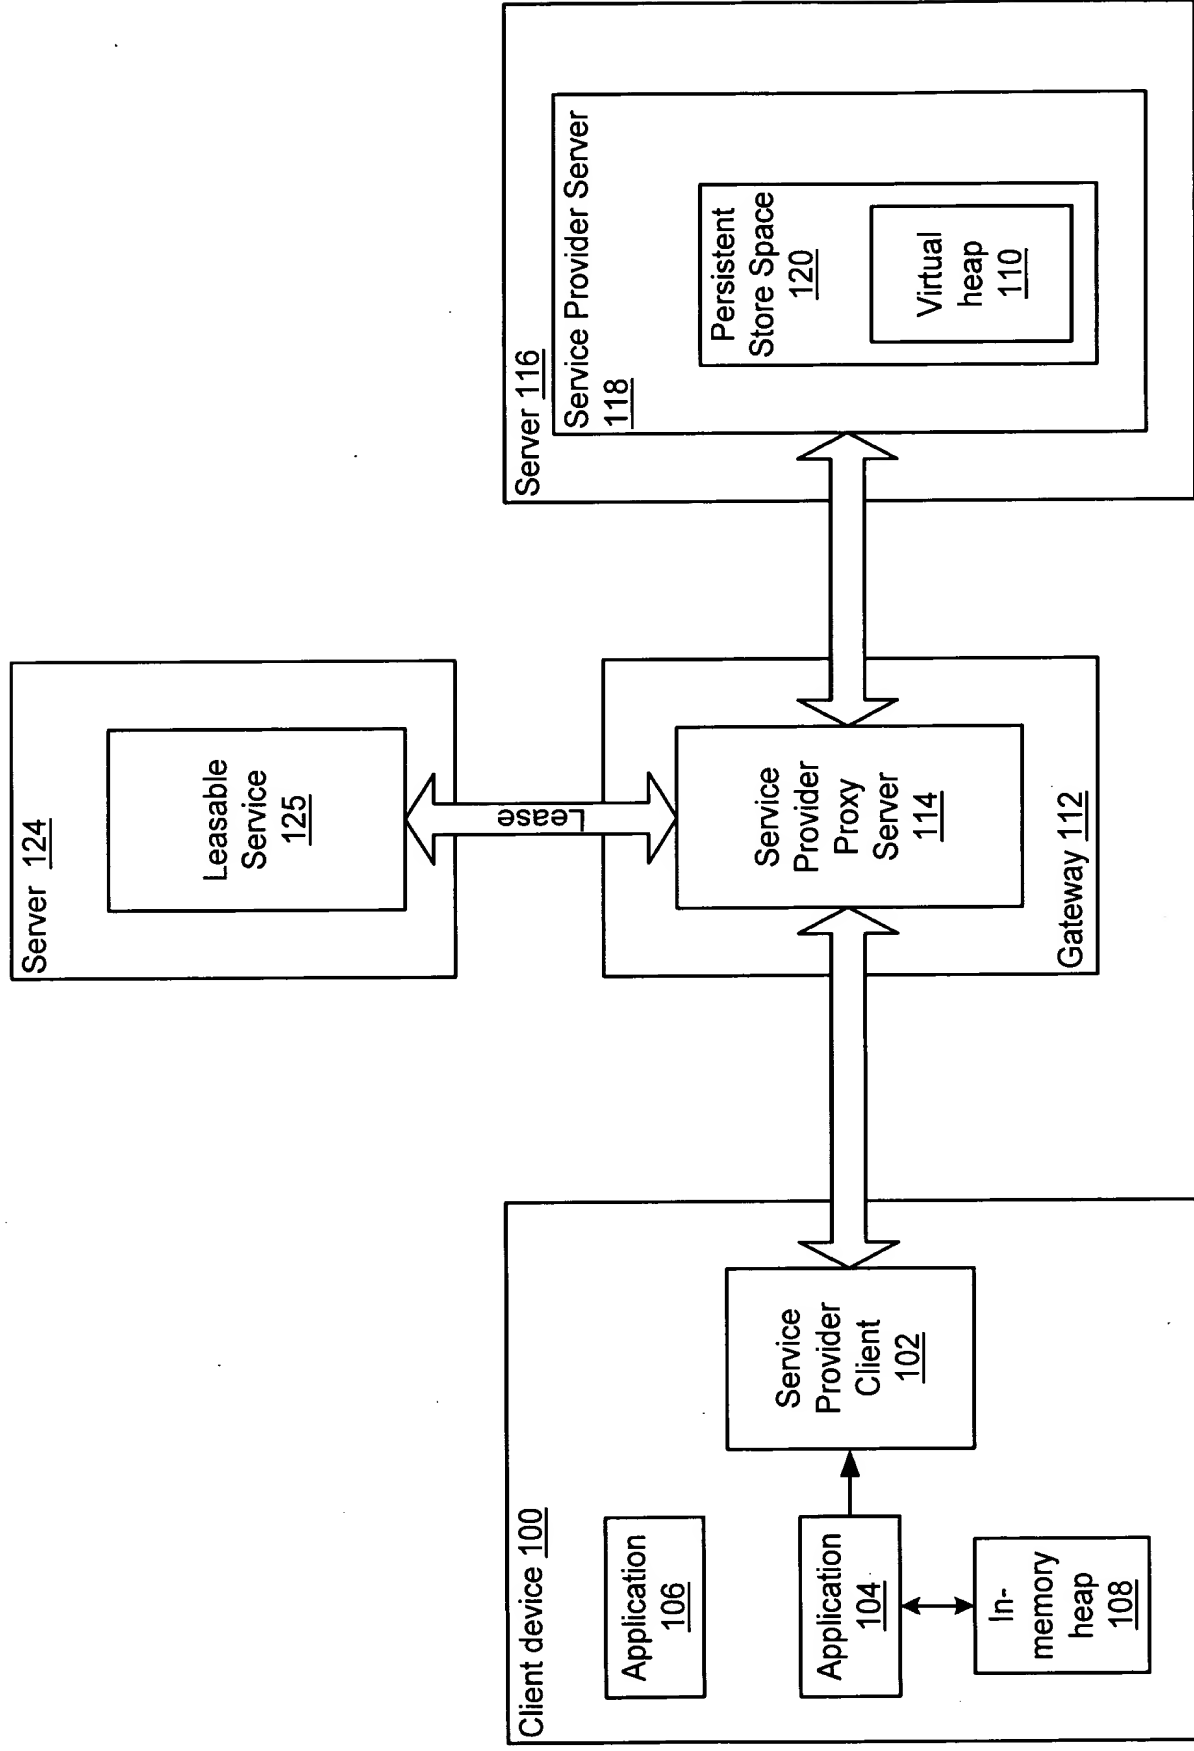 Server 124
Leasable
Service
125
Lease
Client device 100
Application
106
Application
104
In-
memory
heap
108
Service
Provider
Client
102
Service
Provider
Proxy
Server
114
Gateway 112
Server 116
Service Provider Server
118
Persistent
Store Space
120
Virtual
heap
110